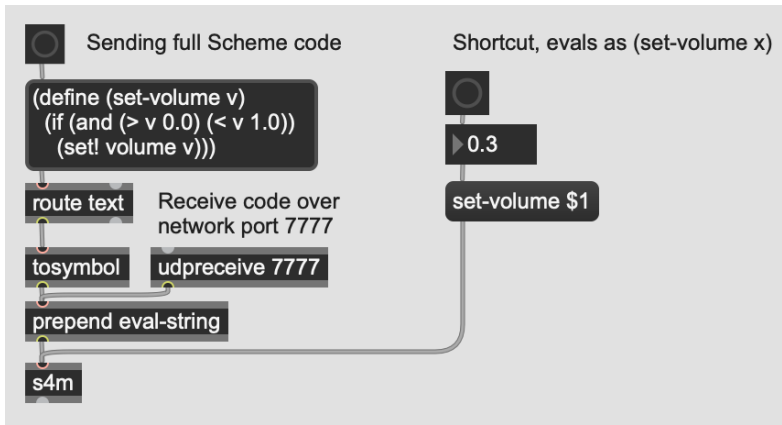 Sending full Scheme code
(define (set-volume v)
(if (and (> v 0.0) (< v 1.0))
(set! volume v)))
route text
Receive code over
network port 7777
tosymbol
udpreceive 7777
prepend eval-string
s4m
Shortcut, evals as (set-volume x)
0.3
set-volume $1